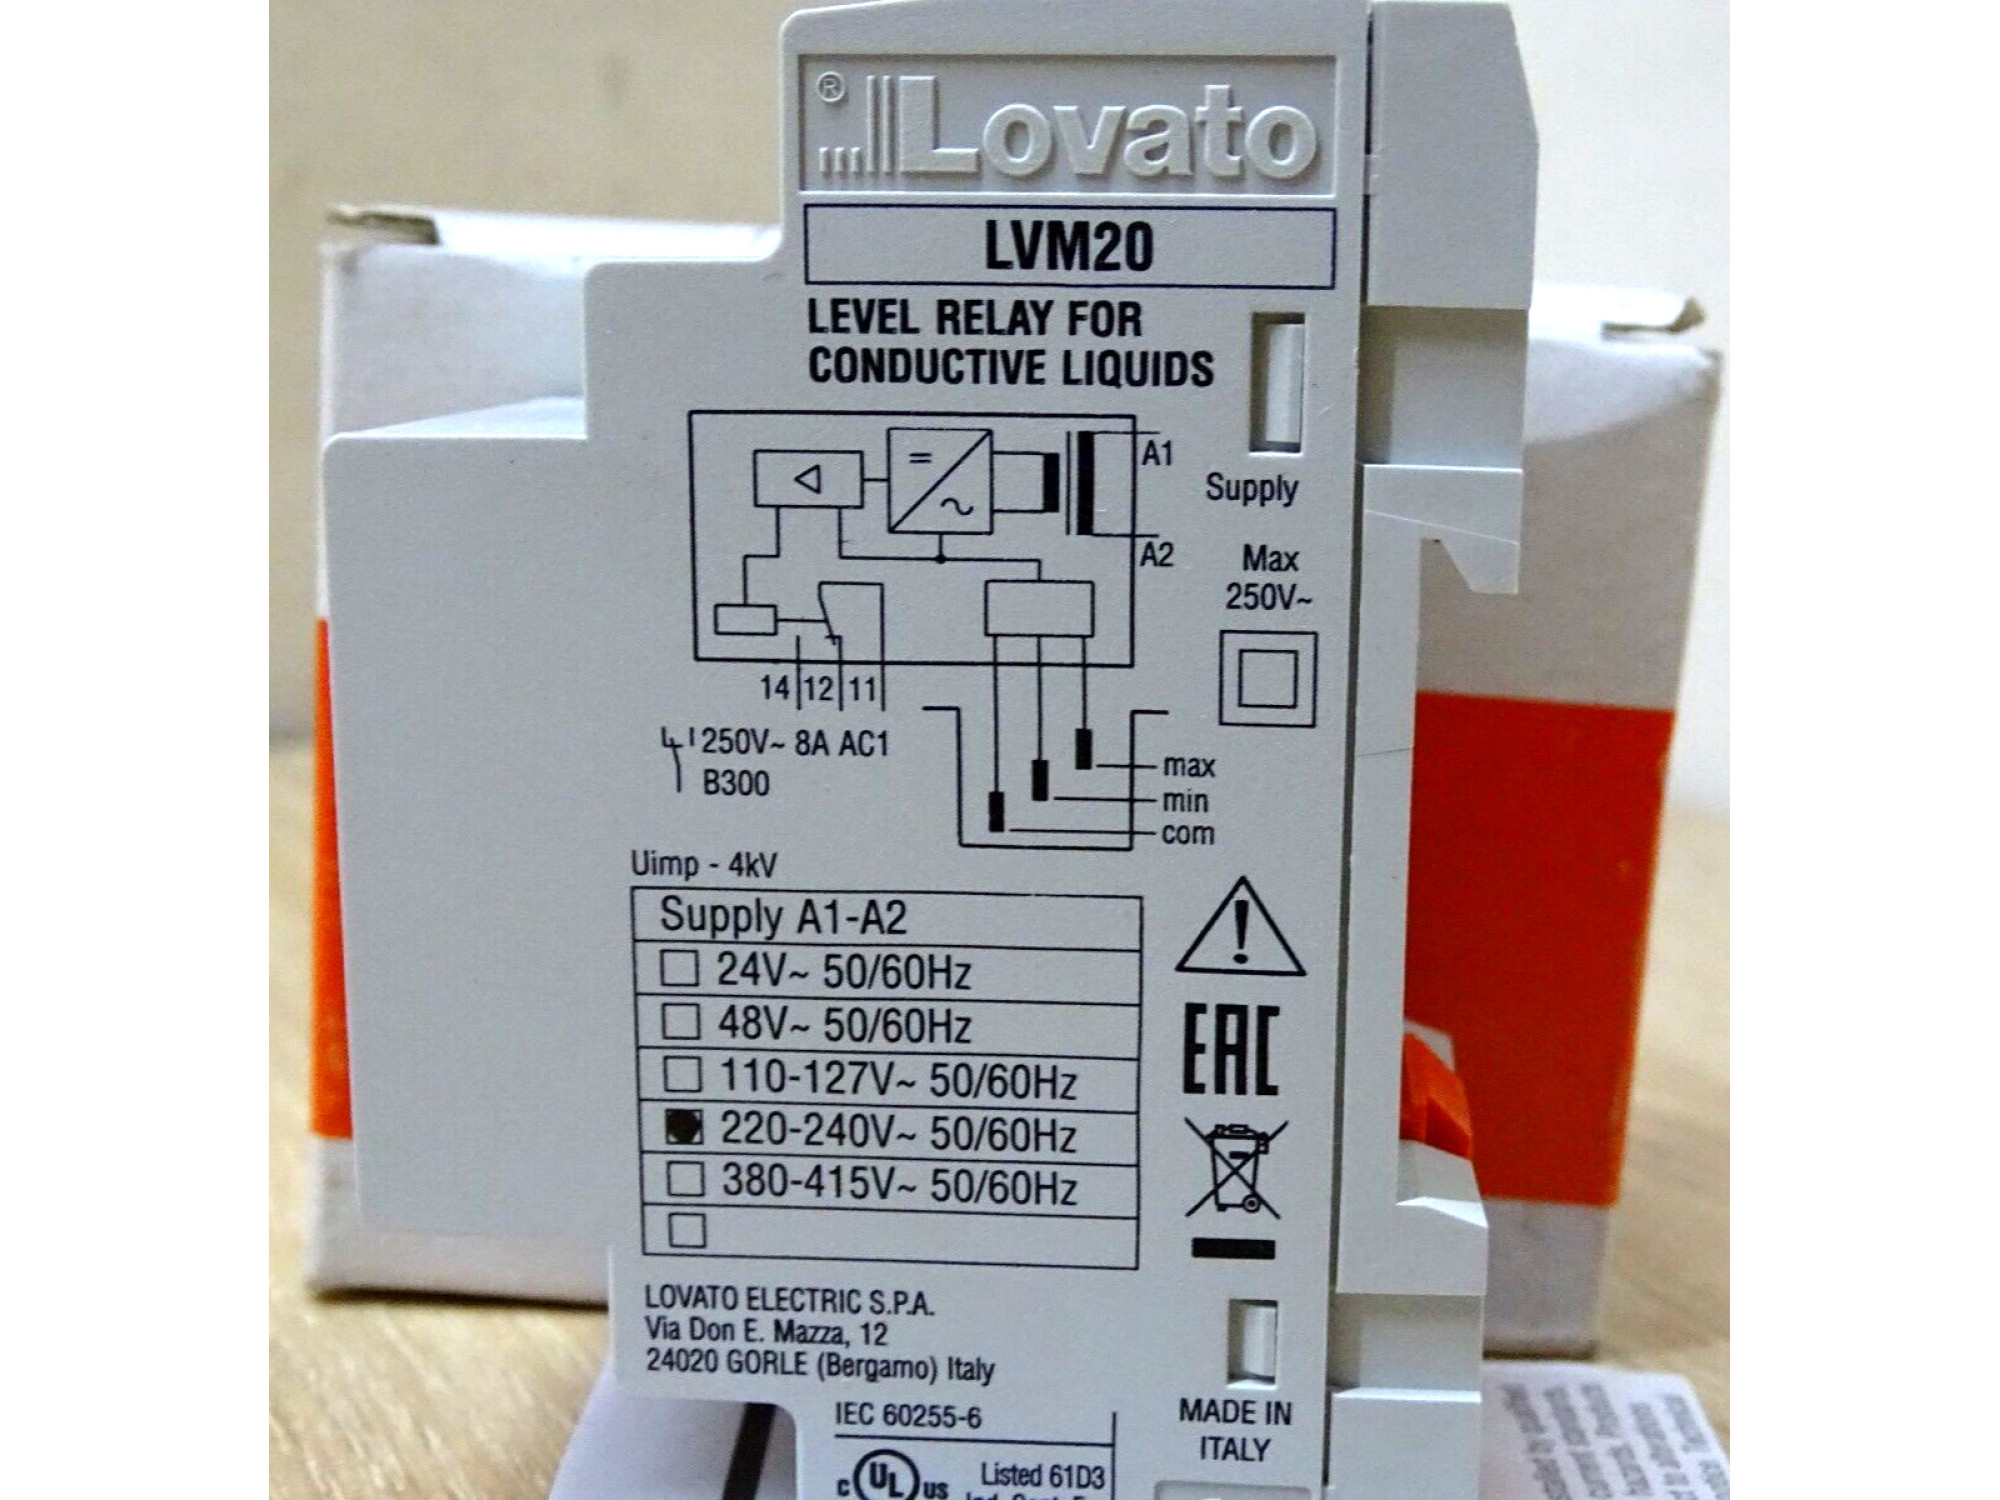 ® Lovato
LVM20
LEVEL RELAY FOR
CONDUCTIVE LIQUIDS
A1
Supply
A2
Max
250V~
14 12 11
250V~ 8A AC1
B300
max
min
com
Uimp - 4kV
Supply A1-A2
24V~ 50/60Hz
48V~ 50/60Hz
110-127V~ 50/60Hz
220-240V~ 50/60Hz
380-415V~ 50/60Hz
EAC
LOVATO ELECTRIC S.P.A.
Via Don E. Mazza, 12
24020 GORLE (Bergamo) Italy
IEC 60255-6
MADE IN
ITALY
c UL us
Listed 61D3